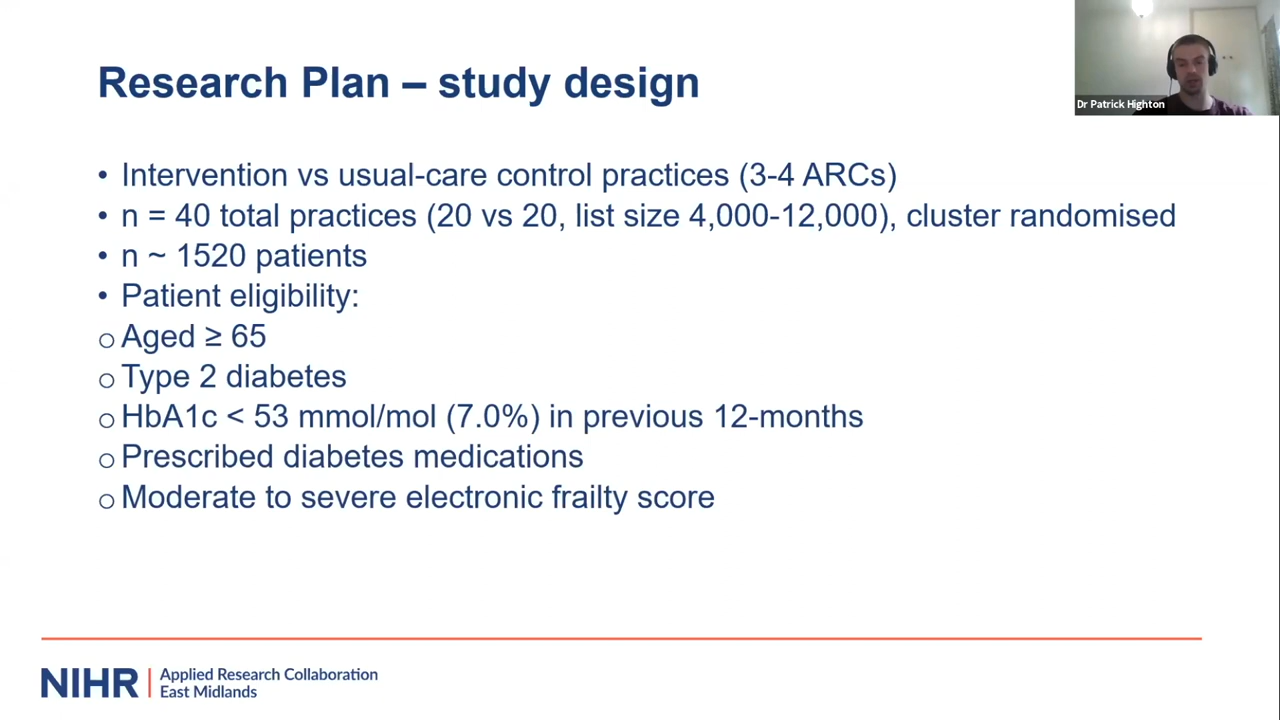 Research Plan – study design
Dr Patrick Highton
• Intervention vs usual-care control practices (3-4 ARCs)
• n = 40 total practices (20 vs 20, list size 4,000-12,000), cluster randomised
• n ~ 1520 patients
• Patient eligibility:
o Aged ≥ 65
o Type 2 diabetes
o HbA1c < 53 mmol/mol (7.0%) in previous 12-months
o Prescribed diabetes medications
o Moderate to severe electronic frailty score
NIHR | Applied Research Collaboration
East Midlands